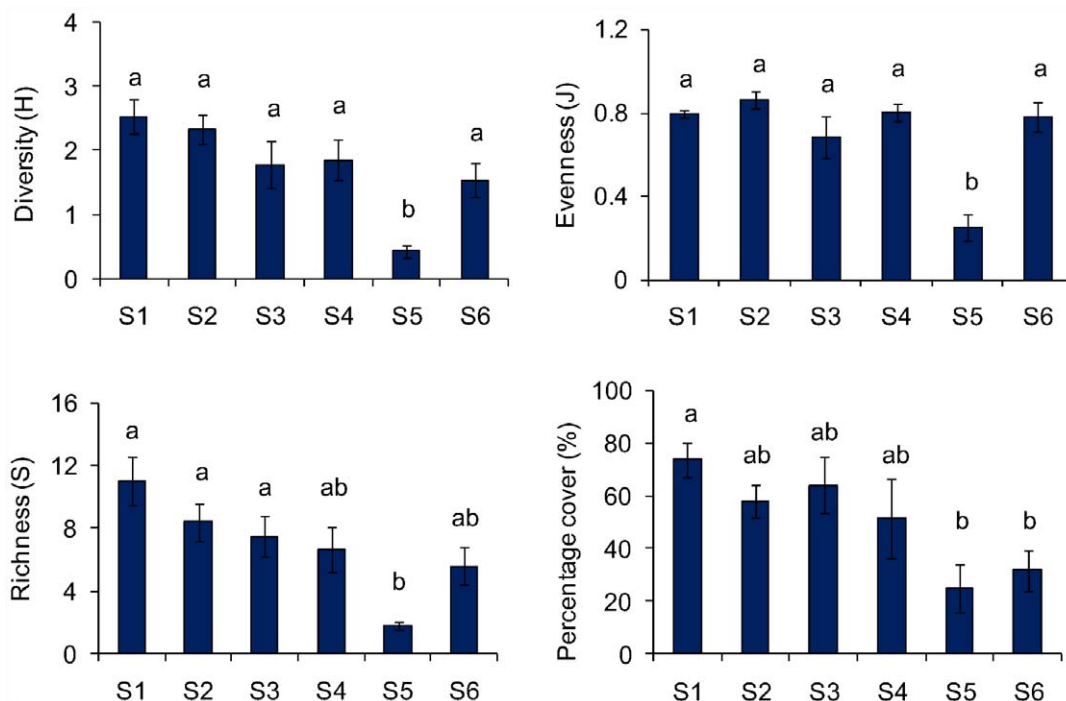 Diversity (H)
4
3
2
1
0
a
a
a
a
b
a
S1 S2 S3 S4 S5 S6
Evenness (J)
1.2
0.8
0.4
0
a
a
a
a
b
a
S1 S2 S3 S4 S5 S6
Richness (S)
16
12
8
4
0
a
a
a
ab
b
ab
S1 S2 S3 S4 S5 S6
Percentage cover (%)
100
80
60
40
20
0
a
ab
ab
ab
b
b
S1 S2 S3 S4 S5 S6